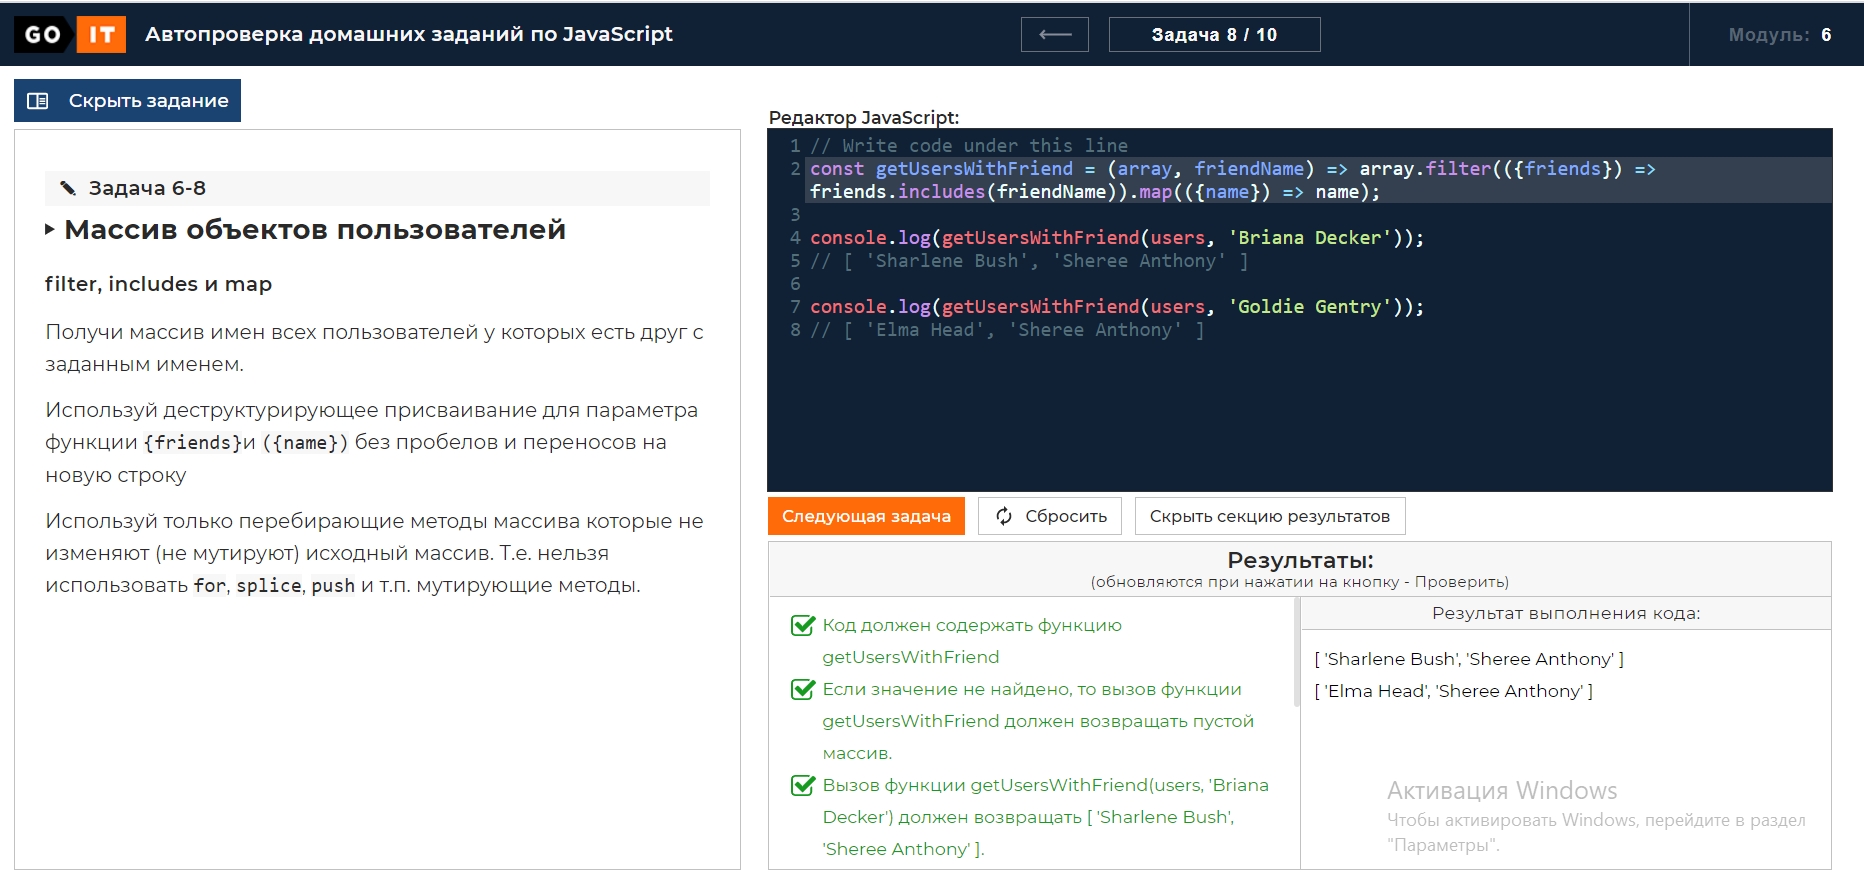 GO IT Автопроверка домашних заданий по JavaScript
Задача 8 / 10
Модуль: 6
Скрыть задание
Задача 6-8
Массив объектов пользователей
filter, includes и map
Получи массив имен всех пользователей у которых есть друг с
заданным именем.
Используй деструктурирующее присваивание для параметра
функции {friends}и ({name}) без пробелов и переносов на
новую строку
Используй только перебирающие методы массива которые не
изменяют (не мутируют) исходный массив. Т.е. нельзя
использовать for, splice, push и т.п. мутирующие методы.
Редактор JavaScript:
1 // Write code under this line
2 const getUsersWithFriend = (array, friendName) => array.filter(({friends}) =>
friends.includes(friendName)).map(({name}) => name);
3
4 console.log(getUsersWithFriend(users, 'Briana Decker'));
5 // [ 'Sharlene Bush', 'Sheree Anthony' ]
6
7 console.log(getUsersWithFriend(users, 'Goldie Gentry'));
8 // [ 'Elma Head', 'Sheree Anthony' ]
Следующая задача
Сбросить
Скрыть секцию результатов
Результаты:
(обновляются при нажатии на кнопку - Проверить)
Код должен содержать функцию
getUsersWithFriend
Если значение не найдено, то вызов функции
getUsersWithFriend должен возвращать пустой
массив.
Вызов функции getUsersWithFriend(users, 'Briana
Decker') должен возвращать [ 'Sharlene Bush',
'Sheree Anthony' ].
Результат выполнения кода:
[ 'Sharlene Bush', 'Sheree Anthony' ]
[ 'Elma Head', 'Sheree Anthony' ]
Активация Windows
Чтобы активировать Windows, перейдите в раздел
"Параметры".